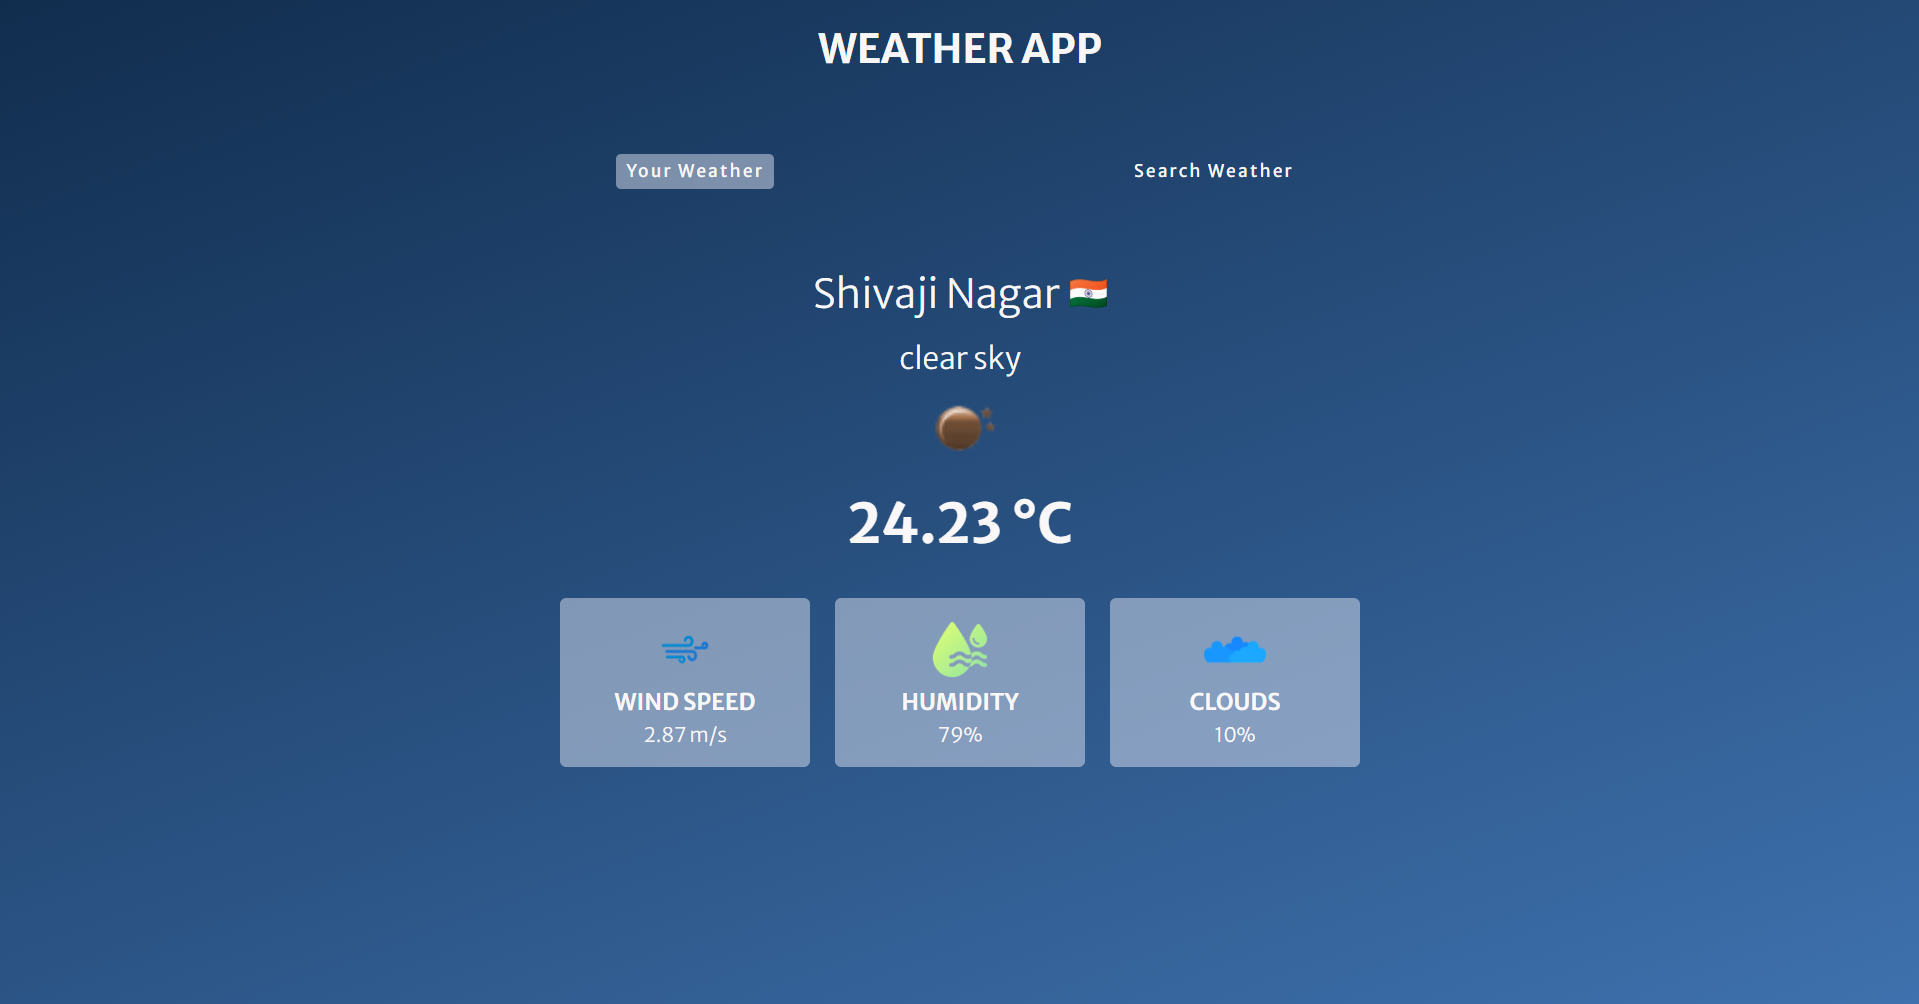 WEATHER APP
Your Weather
Search Weather
Shivaji Nagar
clear sky
24.23 °C
WIND SPEED
2.87 m/s
HUMIDITY
79%
CLOUDS
10%